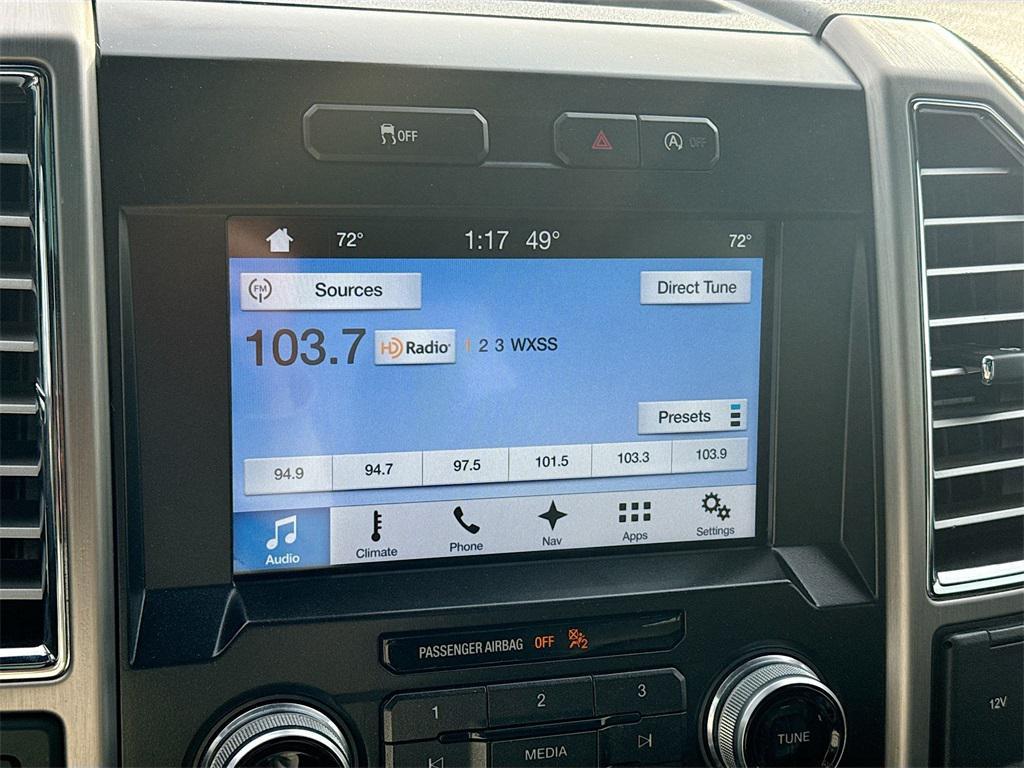 OFF
A OFF
72° 1:17 49° 72°
FM Sources Direct Tune
103.7 HD Radio 1 2 3 WXSS
Presets
94.9 94.7 97.5 101.5 103.3 103.9
Audio Climate Phone Nav Apps Settings
PASSENGER AIRBAG OFF 2
1 2 3
MEDIA
TUNE
12V